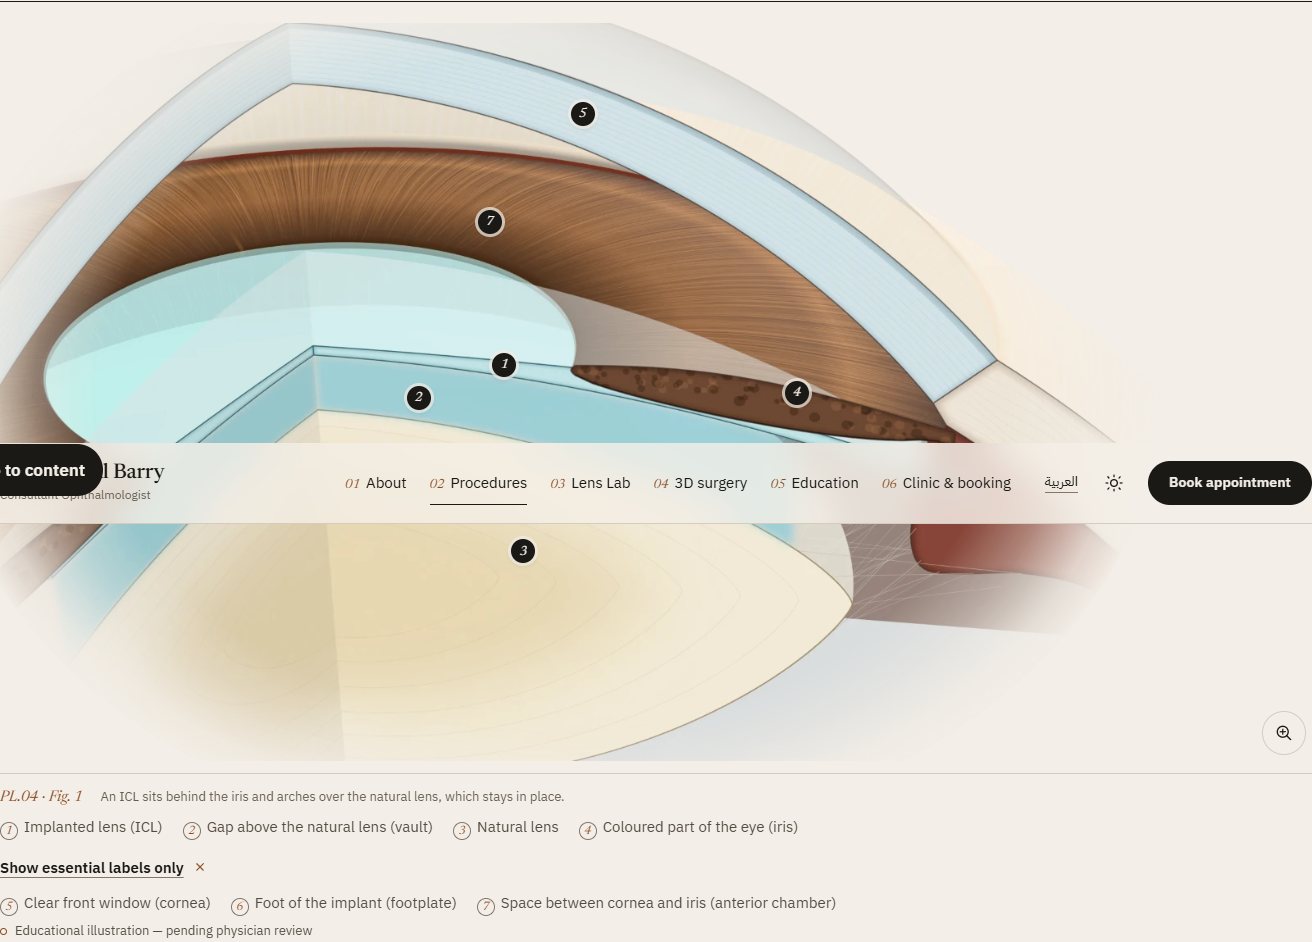 5
7
1
4
2
to content
l Barry
Consultant Ophthalmologist
01 About 02 Procedures 03 Lens Lab 04 3D surgery 05 Education 06 Clinic & booking العربية Book appointment
3
PL.04 · Fig. 1 An ICL sits behind the iris and arches over the natural lens, which stays in place.
1 Implanted lens (ICL) 2 Gap above the natural lens (vault) 3 Natural lens 4 Coloured part of the eye (iris)
Show essential labels only ×
5 Clear front window (cornea) 6 Foot of the implant (footplate) 7 Space between cornea and iris (anterior chamber)
Educational illustration — pending physician review